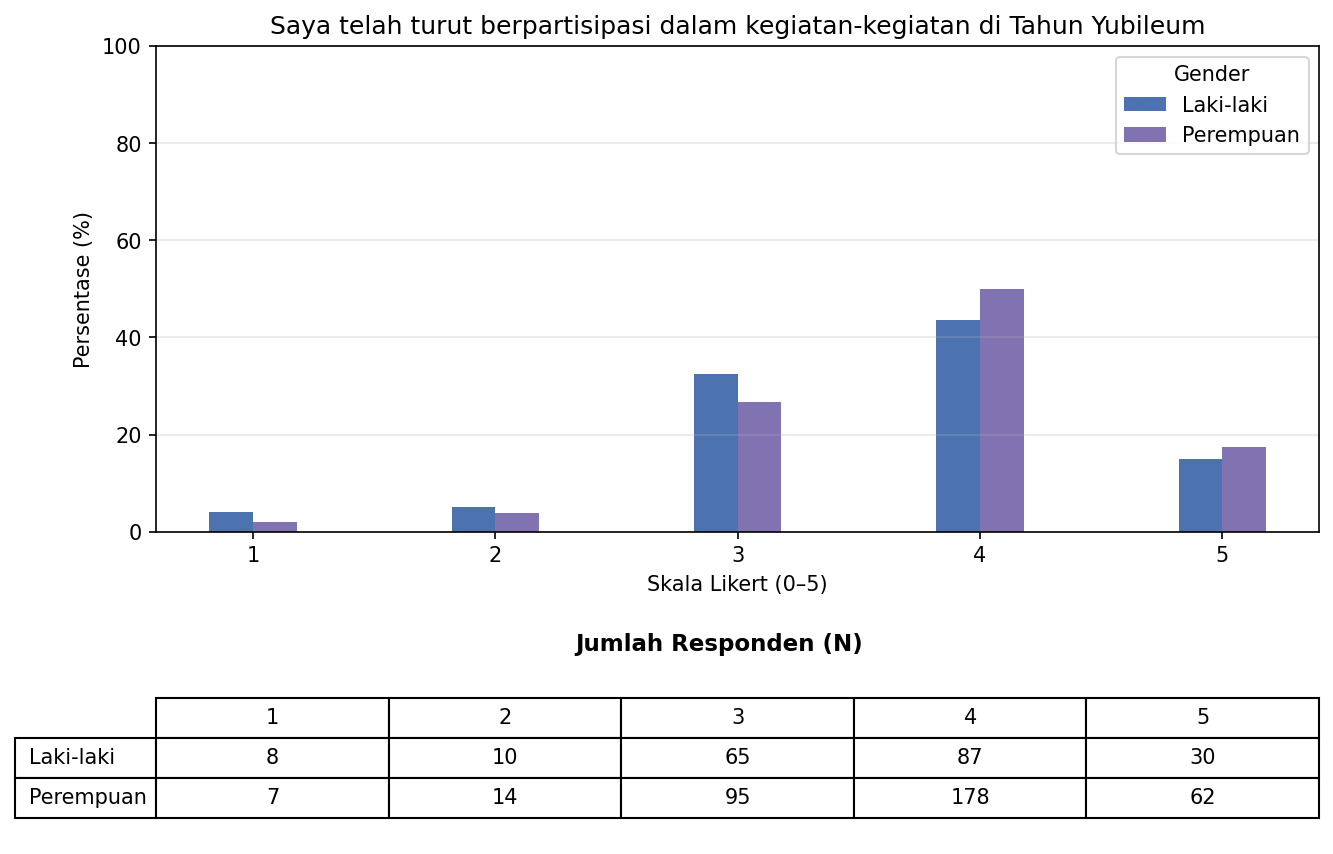 Saya telah turut berpartisipasi dalam kegiatan-kegiatan di Tahun Yubileum
100
80
60
40
20
0
Persentase (%)
Gender
Laki-laki
Perempuan
1 2 3 4 5
Skala Likert (0–5)
Jumlah Responden (N)
1 2 3 4 5
Laki-laki 8 10 65 87 30
Perempuan 7 14 95 178 62